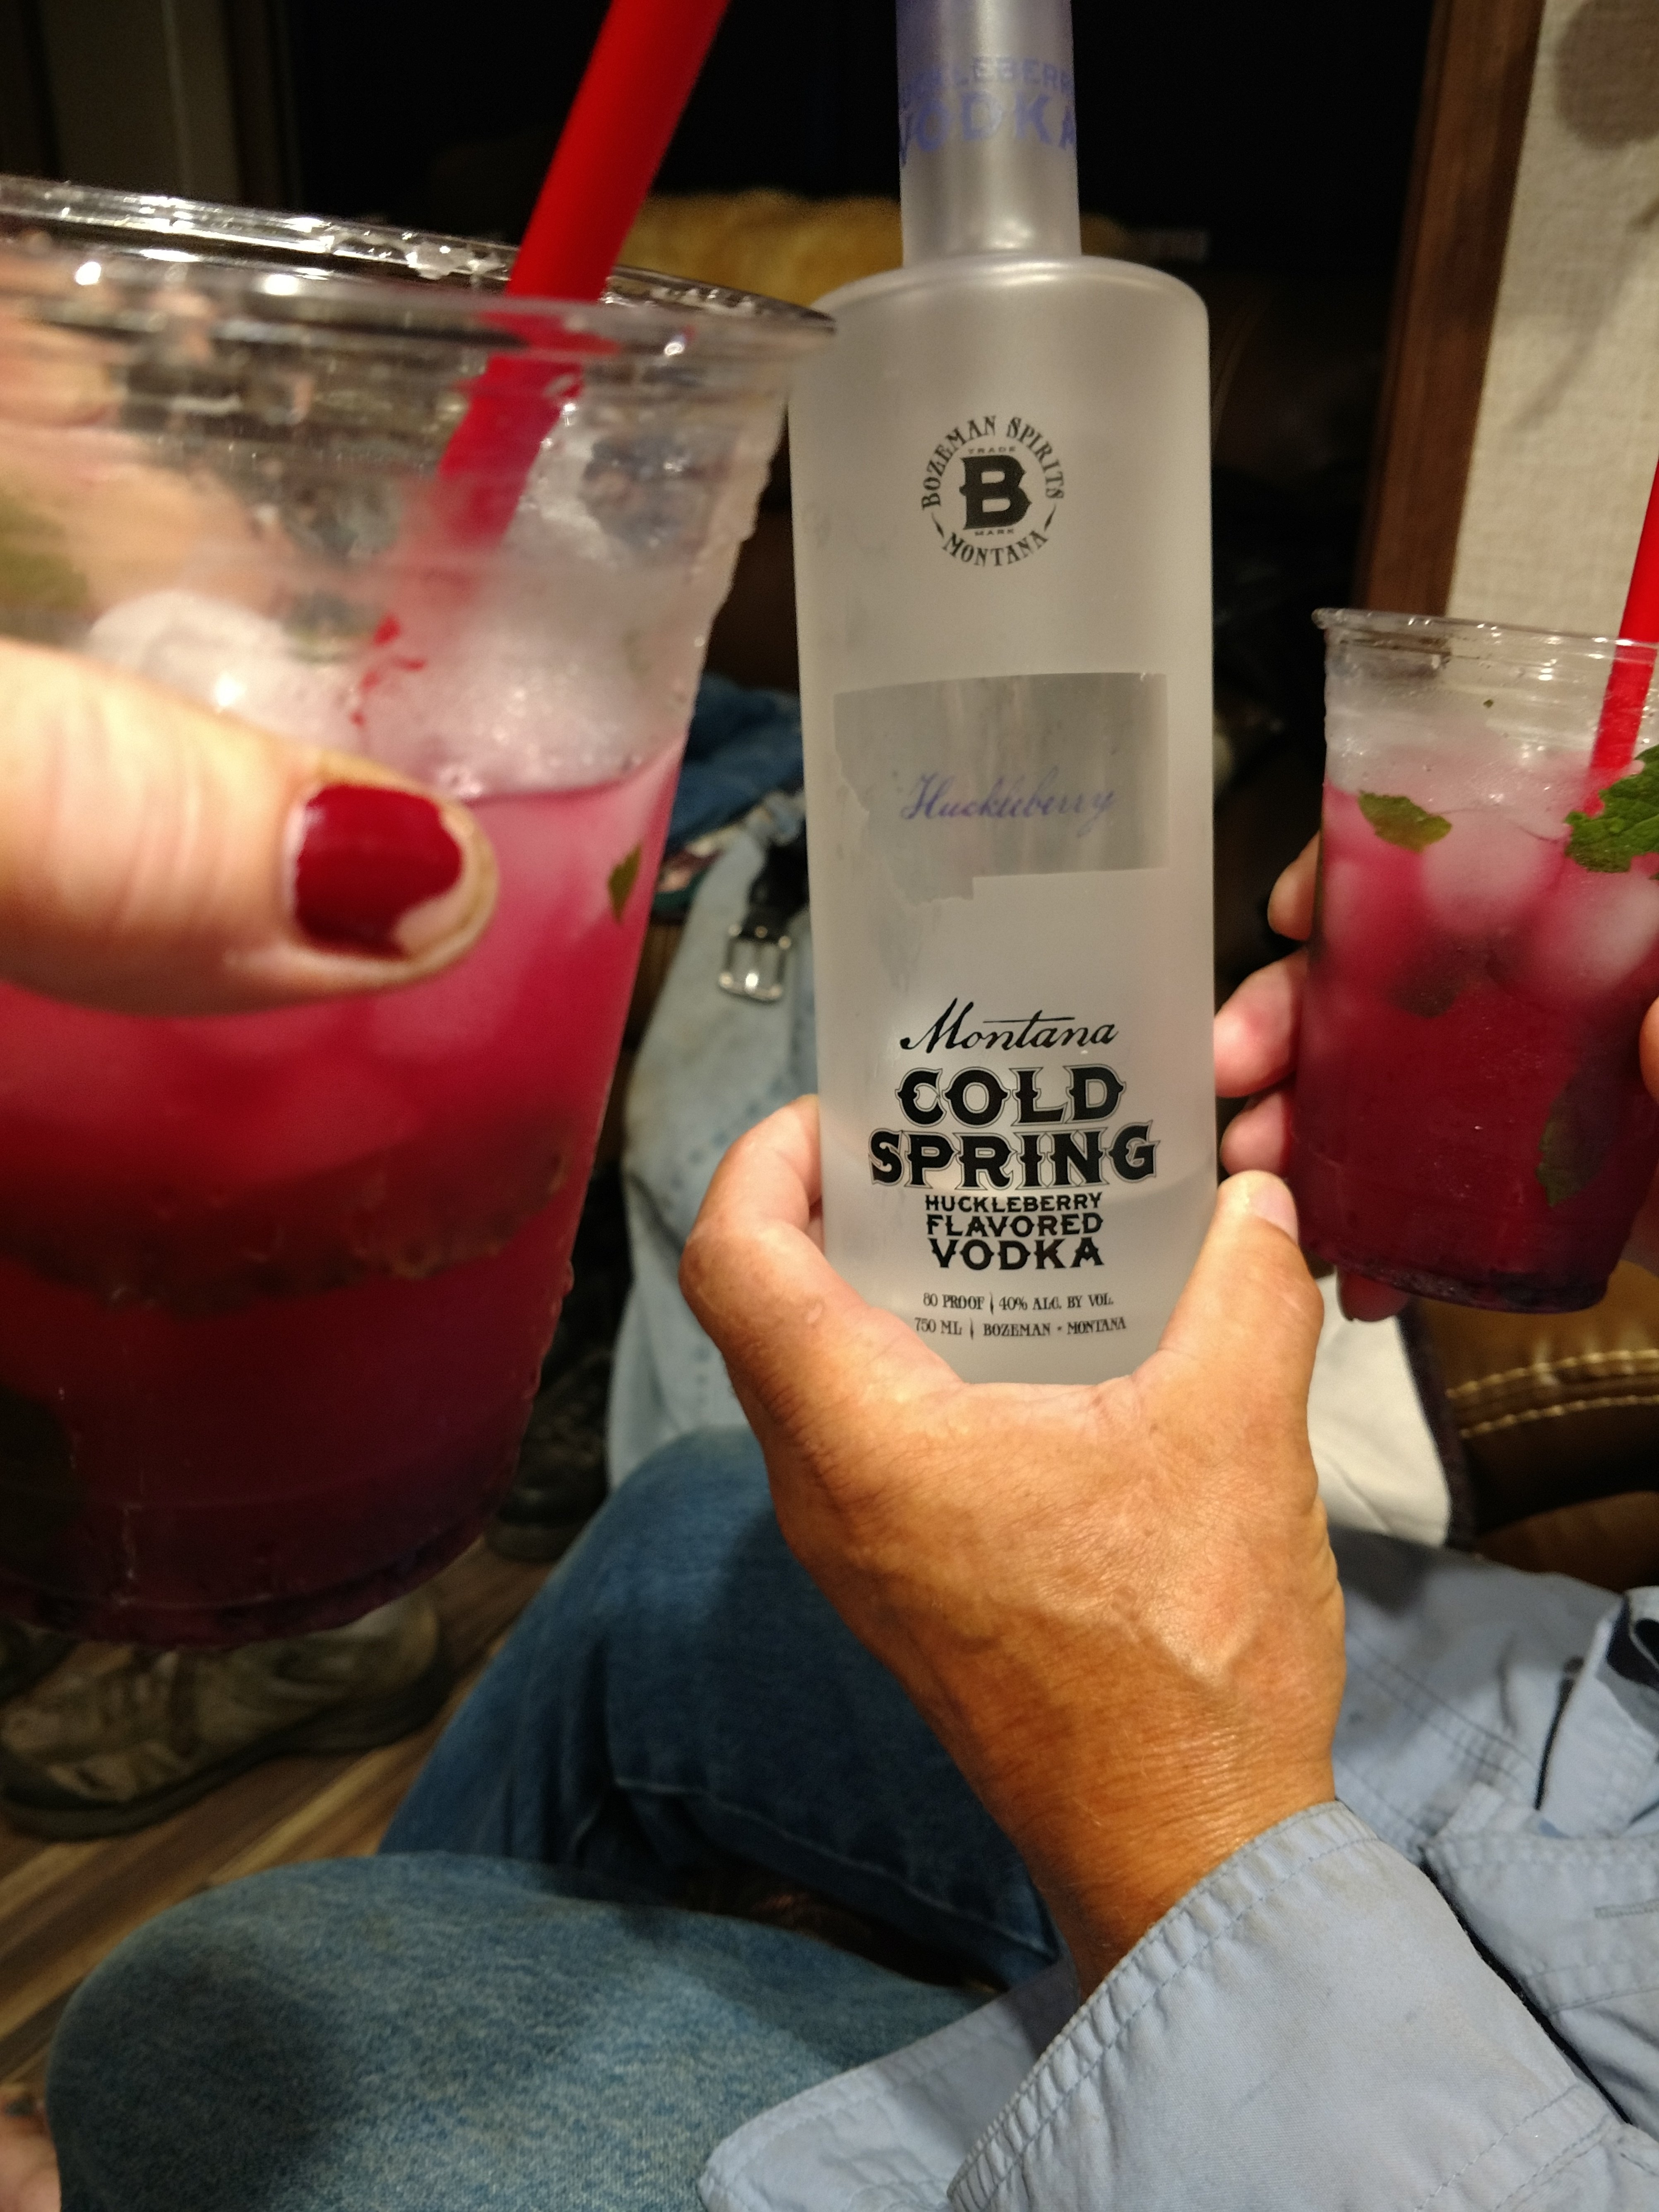 VODKA
BOZEMAN SPIRITS
TRADE
B
MARK
MONTANA
Huckleberry
Montana
COLD
SPRING
HUCKLEBERRY
FLAVORED
VODKA
80 PROOF | 40% ALC. BY VOL.
750 ML | BOZEMAN - MONTANA